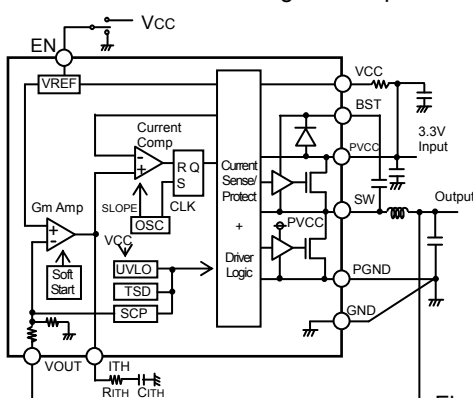 VCC
EN
VREF
VCC
BST
Current
Comp
PVCC
3.3V
Input
R Q
S
Current
Sense/
Protect
+
Driver
Logic
Gm Amp
SLOPE
CLK
OSC
SW
Output
VCC
PVCC
Soft
Start
UVLO
TSD
SCP
PGND
GND
VOUT
ITH
RITH
CITH